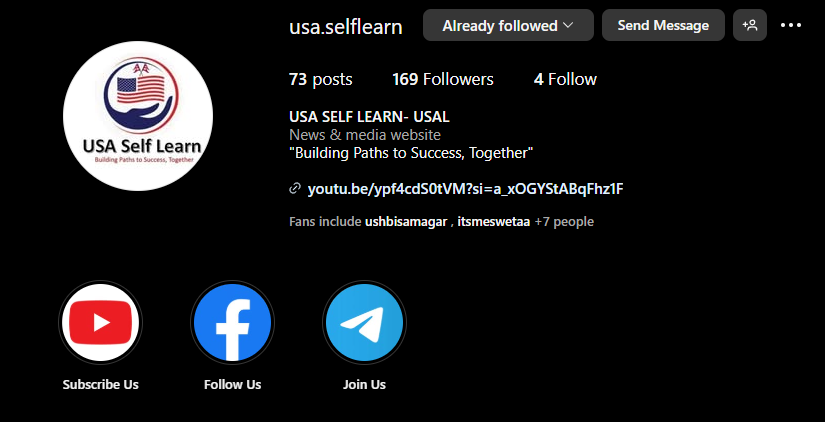 usa.selflearn Already followed Send Message
73 posts 169 Followers 4 Follow
USA Self Learn
Building Paths to Success, Together
USA SELF LEARN- USAL
News & media website
"Building Paths to Success, Together"
youtu.be/ypf4cdS0tVM?si=a_xOGYStABqFhz1F
Fans include ushbisamagar , itsmeswetaa +7 people
Subscribe Us Follow Us Join Us